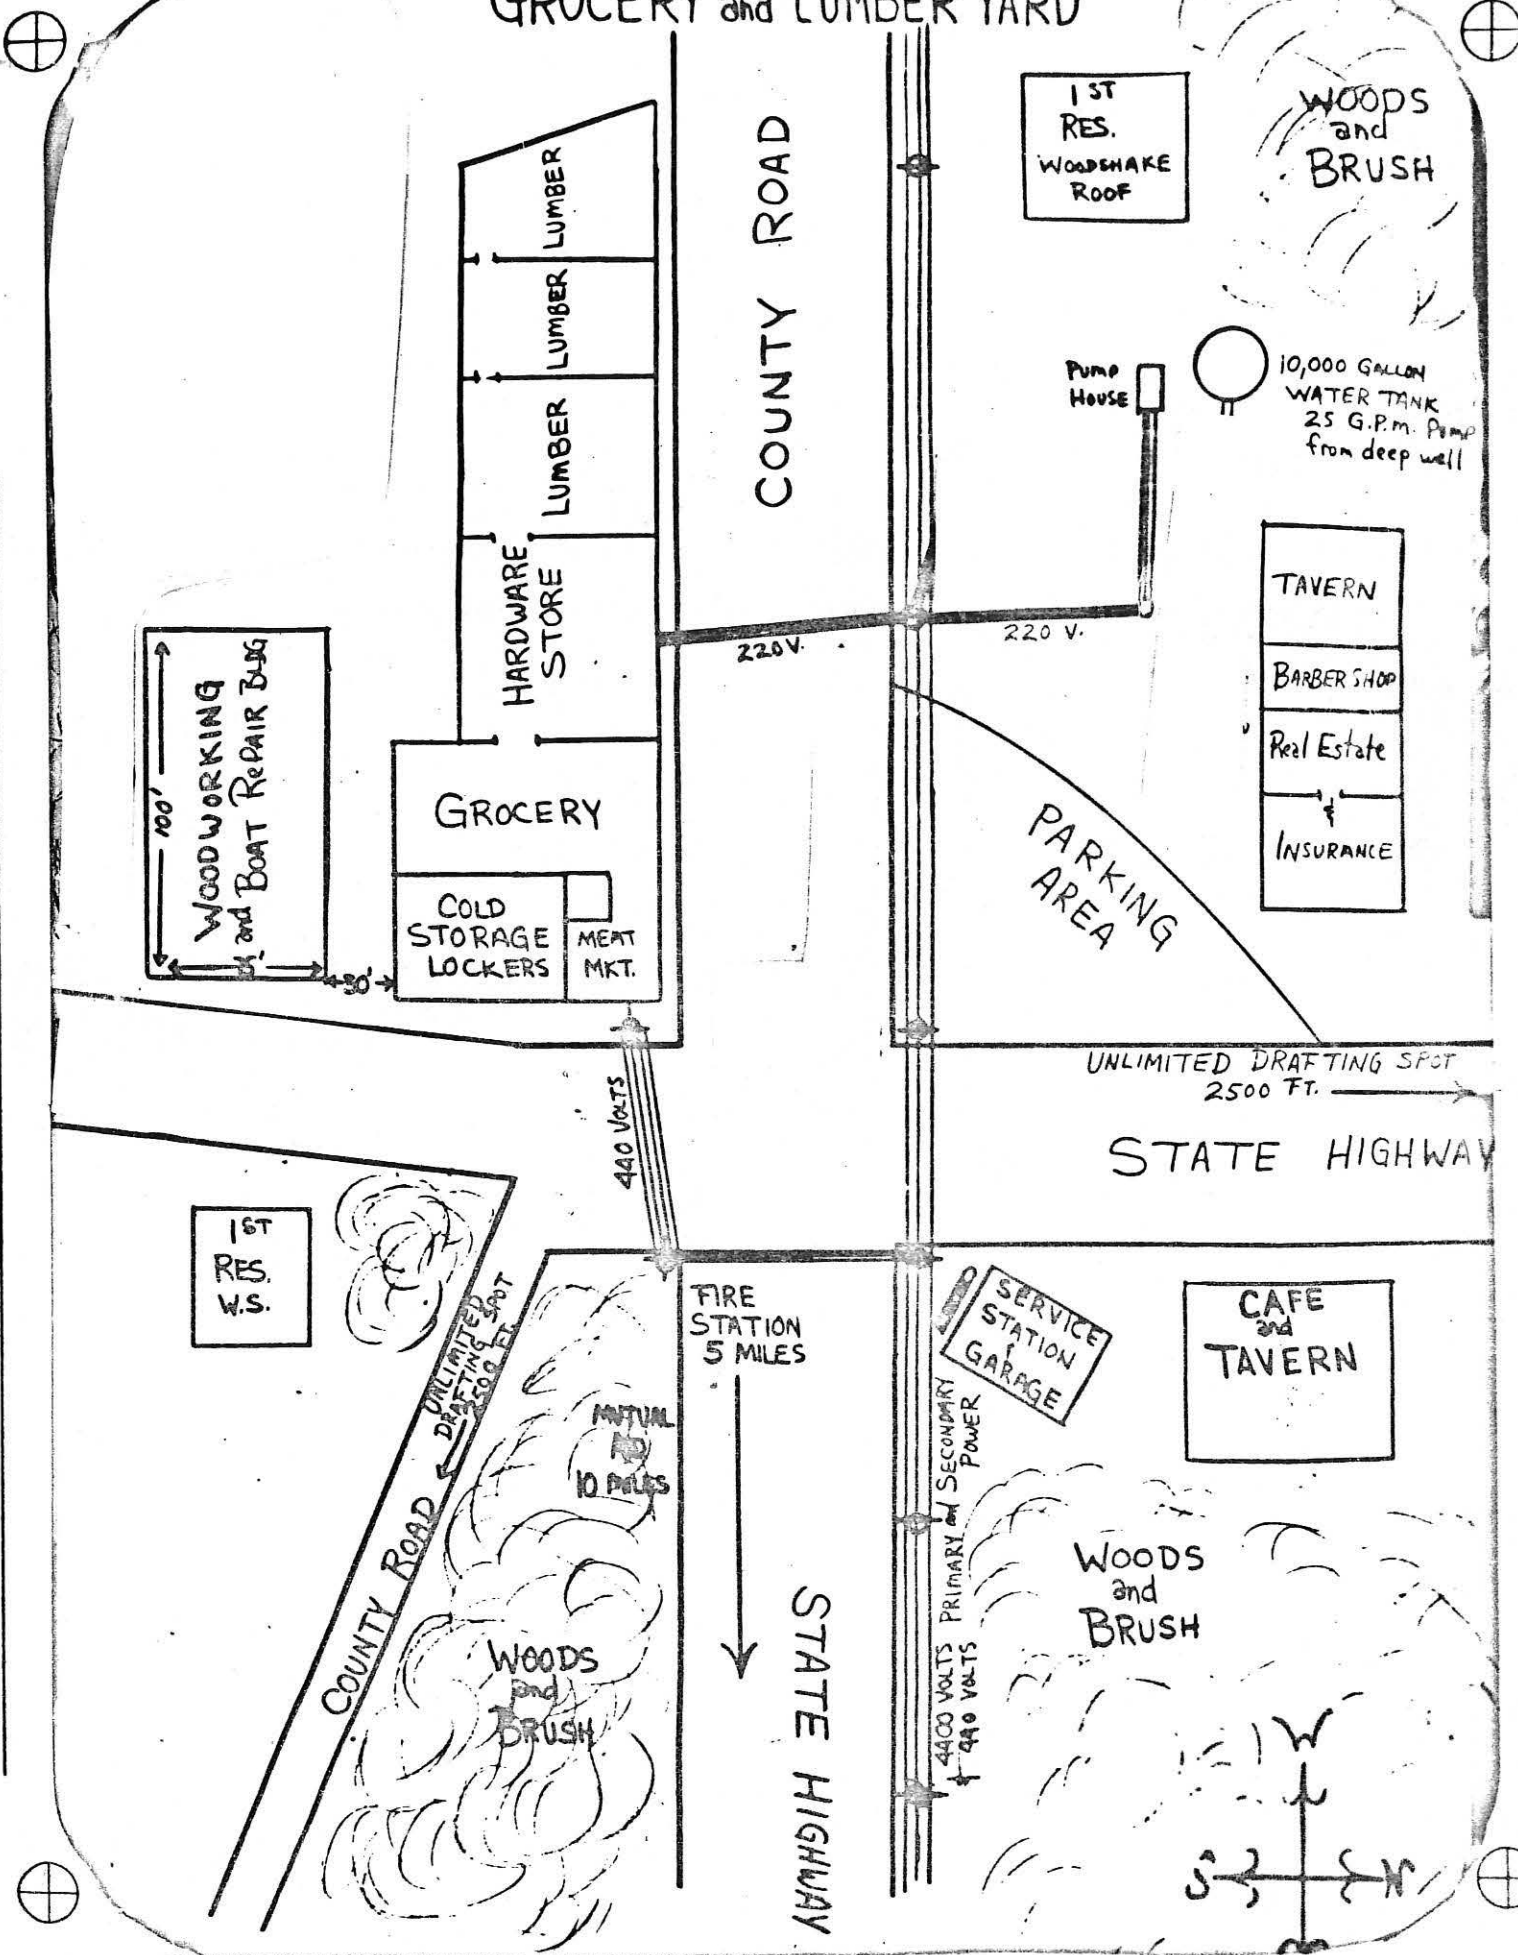 GROCERY and LUMBER YARD
1ST
RES.
WOODSHAKE
ROOF
WOODS
and
BRUSH
COUNTY ROAD
LUMBER
LUMBER
LUMBER
HARDWARE
STORE
Pump
HOUSE
10,000 GALLON
WATER TANK
25 G.P.M. Pump
from deep well
220V.
220 V.
TAVERN
BARBER SHOP
Real Estate
&
INSURANCE
WOODWORKING
and BOAT RePAIR BLDG
100'
30'
GROCERY
COLD
STORAGE
LOCKERS
MEAT
MKT.
PARKING
AREA
UNLIMITED DRAFTING SPOT
2500 FT.
STATE HIGHWAY
440 VOLTS
1ST
RES.
W.S.
UNLIMITED
DRAFTING SPOT
2500 FT.
COUNTY ROAD
FIRE
STATION
5 MILES
MUTUAL
AID
10 MILES
SERVICE
STATION
&
GARAGE
CAFE
and
TAVERN
4400 VOLTS PRIMARY and SECONDARY
& 440 VOLTS POWER
WOODS
and
BRUSH
WOODS
and
BRUSH
STATE HIGHWAY
W
S N